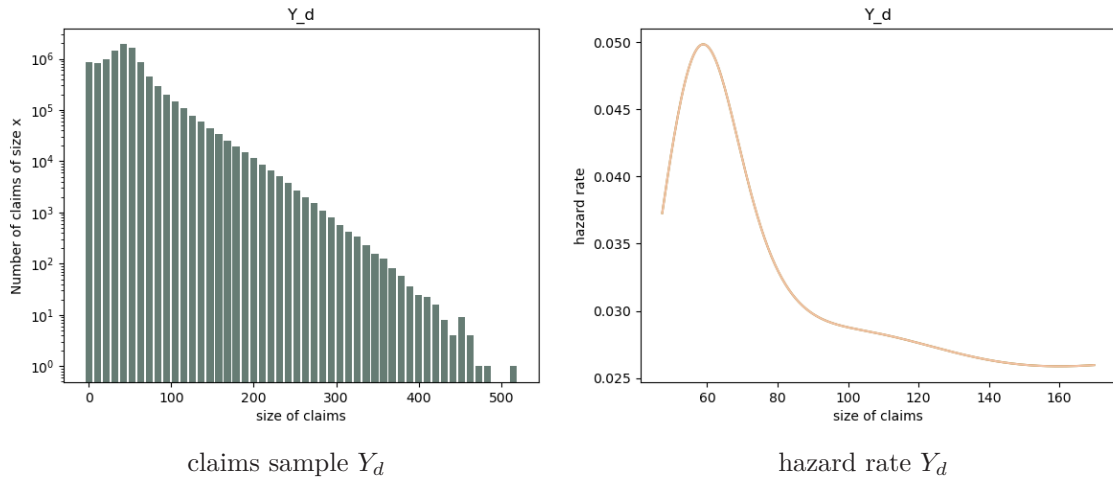 Y_d
Number of claims of size x
10^6
10^5
10^4
10^3
10^2
10^1
10^0
0 100 200 300 400 500
size of claims
claims sample Y_d
Y_d
hazard rate
0.050
0.045
0.040
0.035
0.030
0.025
60 80 100 120 140 160
size of claims
hazard rate Y_d